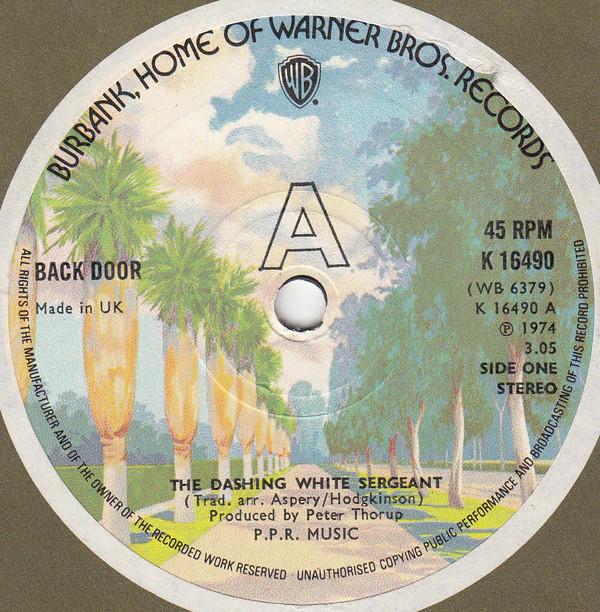 BURBANK, HOME OF WARNER BROS. RECORDS
WB
A
BACK DOOR
Made in UK
45 RPM
K 16490
(WB 6379)
K 16490 A
℗ 1974
3.05
SIDE ONE
STEREO
THE DASHING WHITE SERGEANT
(Trad. arr. Aspery/Hodgkinson)
Produced by Peter Thorup
P.P.R. MUSIC
ALL RIGHTS OF THE MANUFACTURER AND OF THE OWNER OF THE RECORDED WORK RESERVED · UNAUTHORISED COPYING PUBLIC PERFORMANCE AND BROADCASTING OF THIS RECORD PROHIBITED